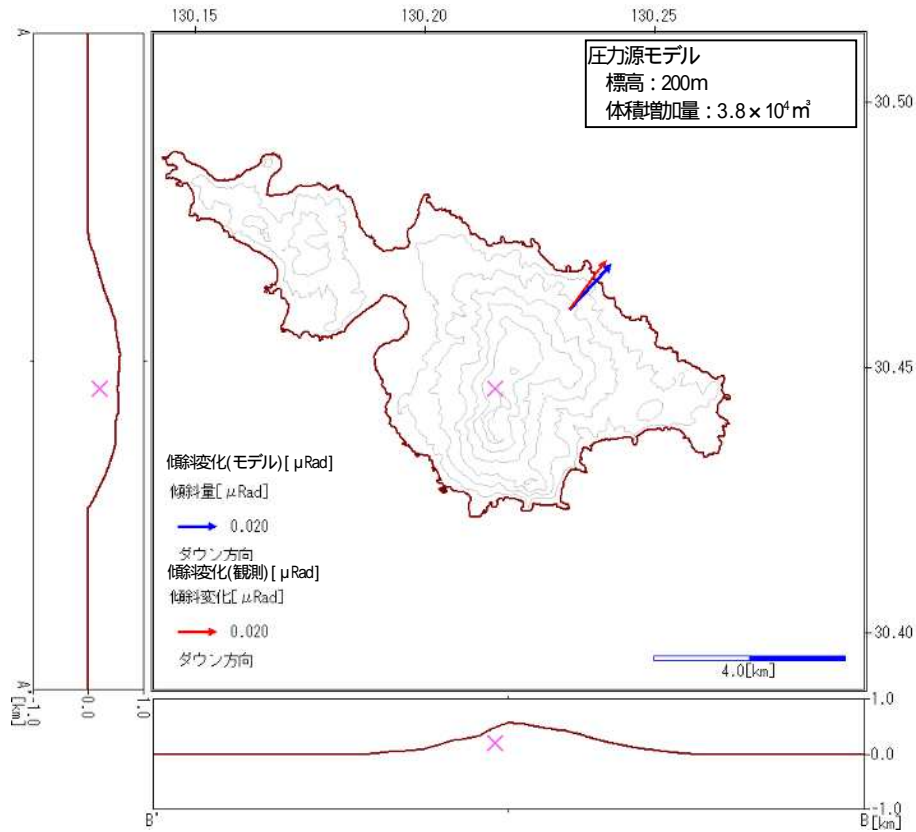 130.15 130.20 130.25
圧力源モデル
標高：200m
体積増加量：3.8×10⁴㎥
30.50
30.45
30.40
傾斜変化(モデル)[μRad]
傾斜量[μRad]
0.020
ダウン方向
傾斜変化(観測)[μRad]
傾斜変化[μRad]
0.020
ダウン方向
4.0[km]
A
A'
-1.0 0.0 1.0
[km]
1.0
0.0
-1.0
B' B [km]